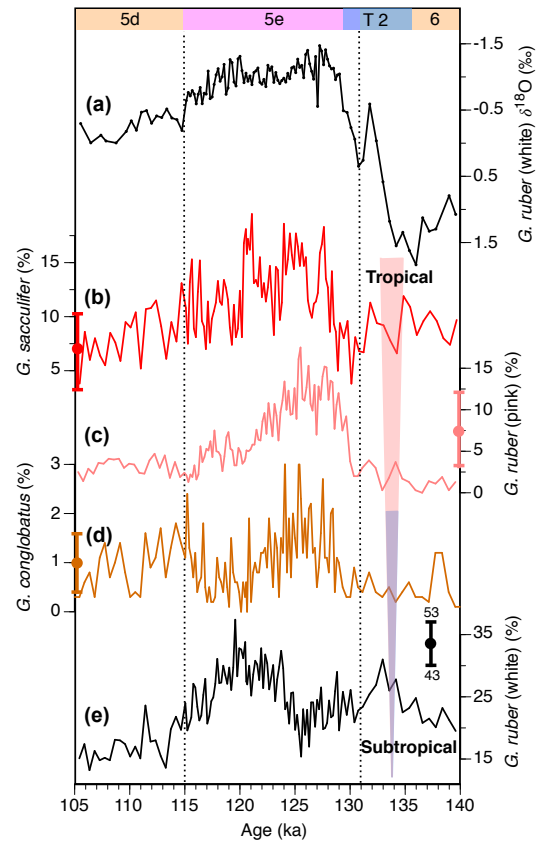 5d 5e T 2 6
(a)
-1.5
-0.5
0.5
1.5
G. ruber (white) δ¹⁸O (‰)
Tropical
(b)
15
10
5
G. sacculifer (%)
(c)
15
10
5
0
G. ruber (pink) (%)
(d)
3
2
1
0
G. conglobatus (%)
53
43
(e)
35
25
15
G. ruber (white) (%)
Subtropical
105 110 115 120 125 130 135 140
Age (ka)